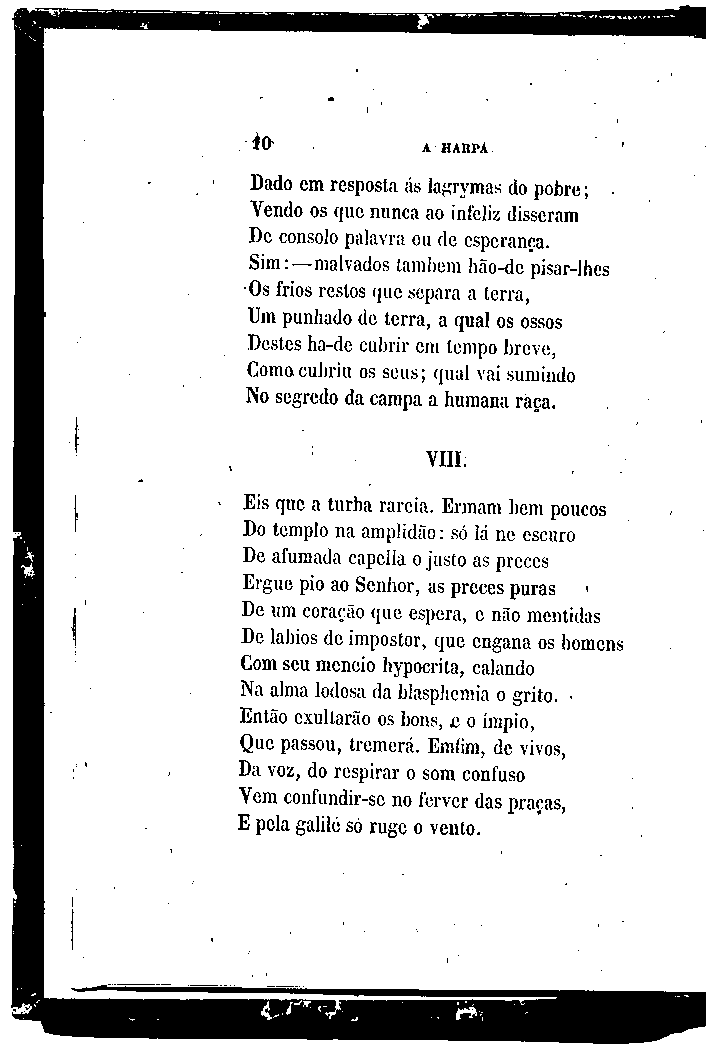 10 A HARPA
Dado em resposta ás lagrymas do pobre;
Vendo os que nunca ao infeliz disseram
De consolo palavra ou de esperança.
Sim:—malvados tambem hão-de pisar-lhes
Os frios restos que separa a terra,
Um punhado de terra, a qual os ossos
Destes ha-de cubrir em tempo breve,
Como cubriu os seus; qual vai sumindo
No segredo da campa a humana raça.
VIII.
Eis que a turba rareia. Ermam bem poucos
Do templo na amplidão: só lá no escuro
De afumada capella o justo as preces
Ergue pio ao Senhor, as preces puras
De um coração que espera, e não mentidas
De labios de impostor, que engana os homens
Com seu meneio hypocrita, calando
Na alma lodosa da blasphemia o grito.
Então exultarão os bons, e o ímpio,
Que passou, tremerá. Emfim, de vivos,
Da voz, do respirar o som confuso
Vem confundir-se no ferver das praças,
E pela galilé só ruge o vento.